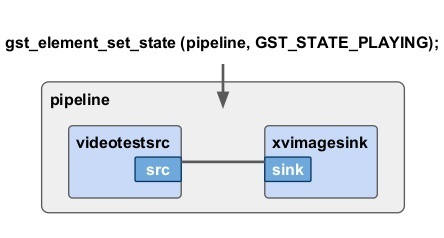 gst_element_set_state (pipeline, GST_STATE_PLAYING);
pipeline
videotestsrc
src
xvimagesink
sink